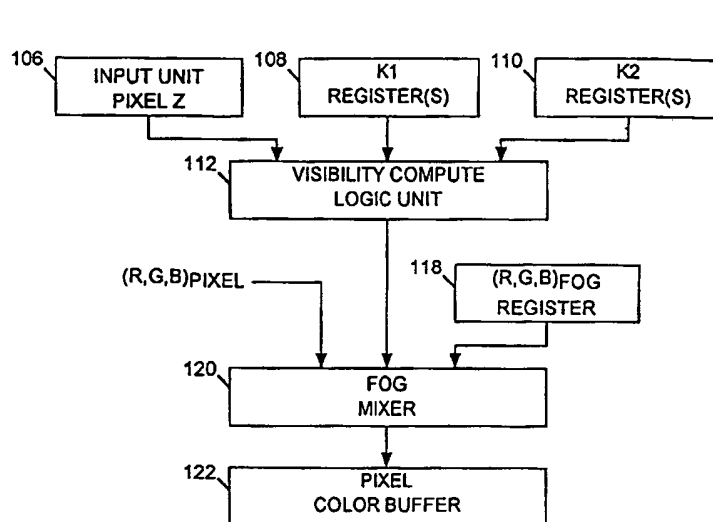 106
INPUT UNIT
PIXEL Z
108
K1
REGISTER(S)
110
K2
REGISTER(S)
112
VISIBILITY COMPUTE
LOGIC UNIT
(R,G,B)PIXEL
118
(R,G,B)FOG
REGISTER
120
FOG
MIXER
122
PIXEL
COLOR BUFFER